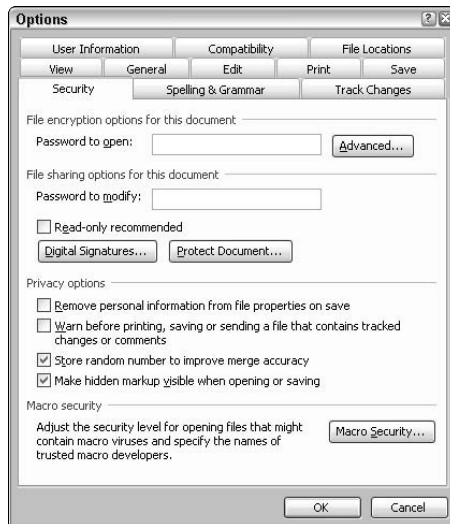 Options
User Information Compatibility File Locations
View General Edit Print Save
Security Spelling & Grammar Track Changes
File encryption options for this document
Password to open: Advanced...
File sharing options for this document
Password to modify:
Read-only recommended
Digital Signatures... Protect Document...
Privacy options
Remove personal information from file properties on save
Warn before printing, saving or sending a file that contains tracked
changes or comments
Store random number to improve merge accuracy
Make hidden markup visible when opening or saving
Macro security
Adjust the security level for opening files that might
contain macro viruses and specify the names of
trusted macro developers.
Macro Security...
OK Cancel